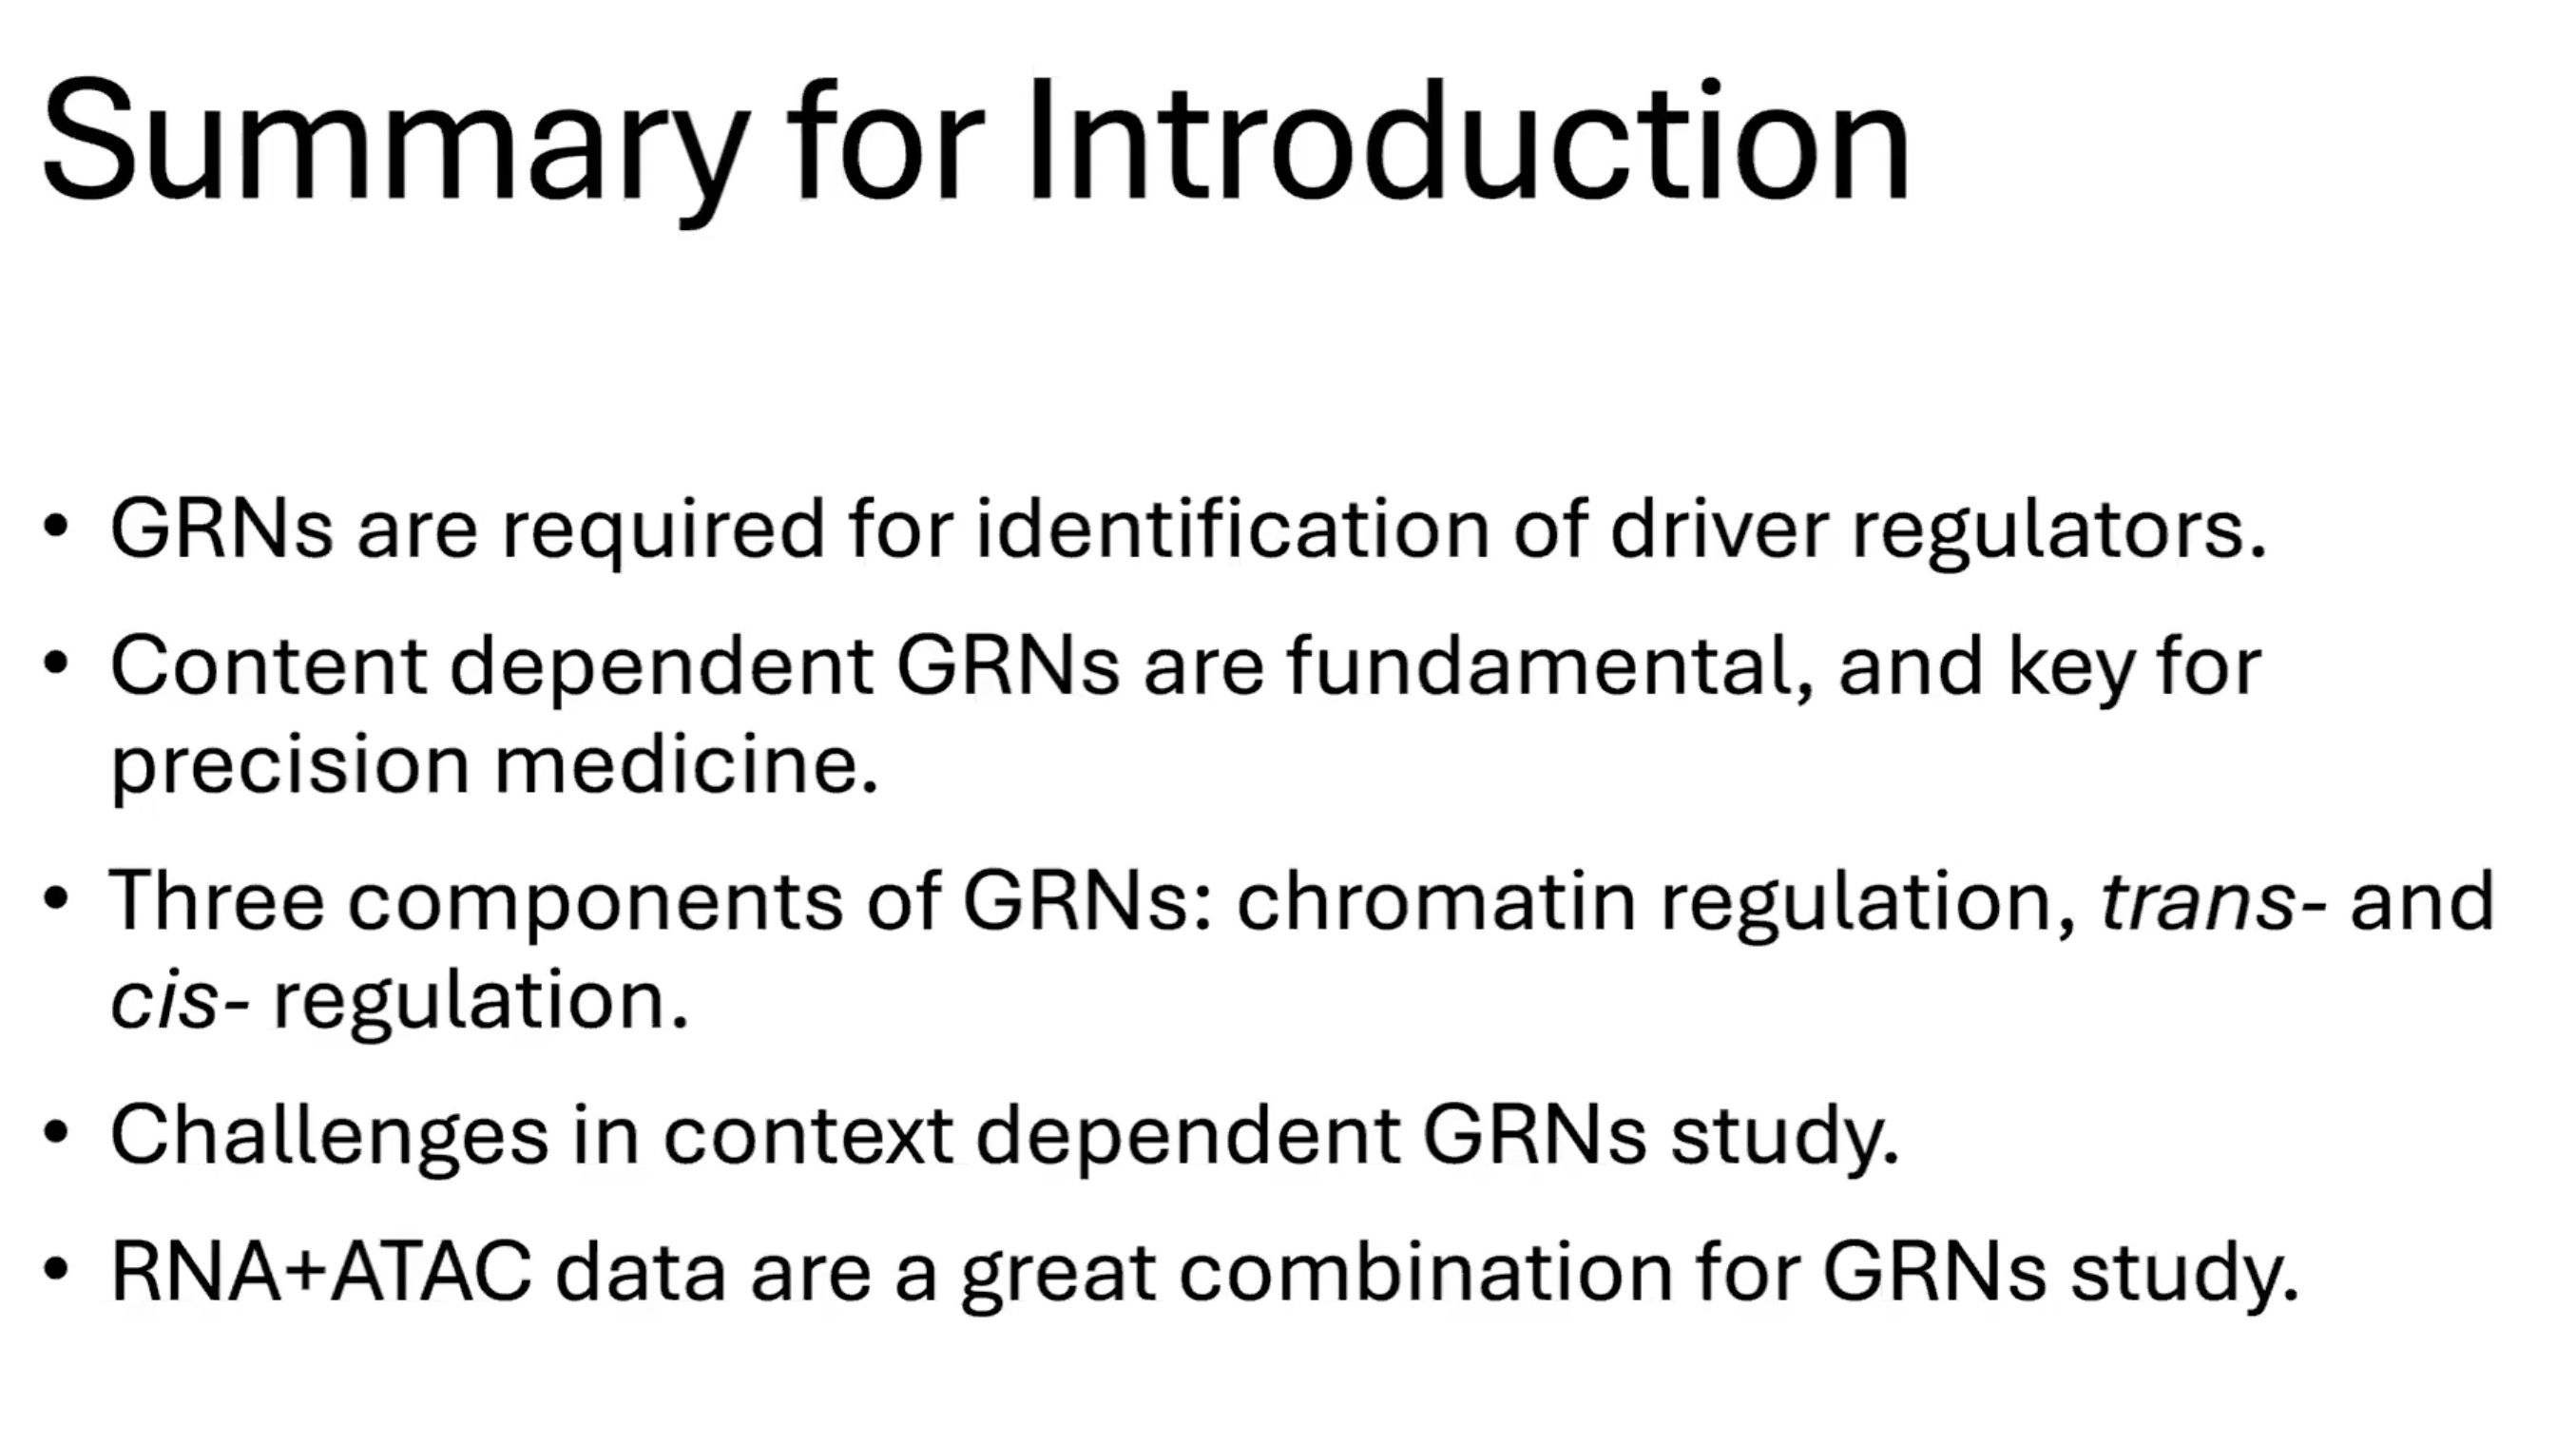 Summary for Introduction
• GRNs are required for identification of driver regulators.
• Content dependent GRNs are fundamental, and key for
precision medicine.
• Three components of GRNs: chromatin regulation, trans- and
cis- regulation.
• Challenges in context dependent GRNs study.
• RNA+ATAC data are a great combination for GRNs study.